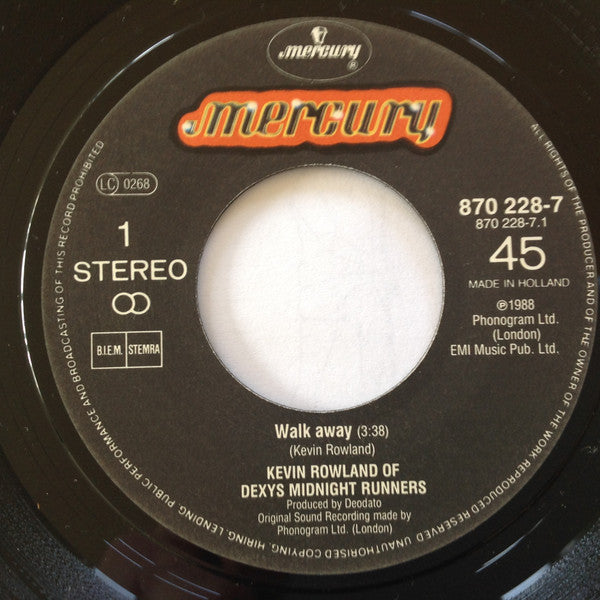 mercury
®
mercury
LC 0268
1
STEREO
B.I.E.M. STEMRA
870 228-7
870 228-7.1
45
MADE IN HOLLAND
℗1988
Phonogram Ltd.
(London)
EMI Music Pub. Ltd.
Walk away (3:38)
(Kevin Rowland)
KEVIN ROWLAND OF
DEXYS MIDNIGHT RUNNERS
Produced by Deodato
Original Sound Recording made by
Phonogram Ltd. (London)
ALL RIGHTS OF THE PRODUCER AND OF THE OWNER OF THE WORK REPRODUCED RESERVED. UNAUTHORISED COPYING, HIRING, LENDING, PUBLIC PERFORMANCE AND BROADCASTING OF THIS RECORD PROHIBITED